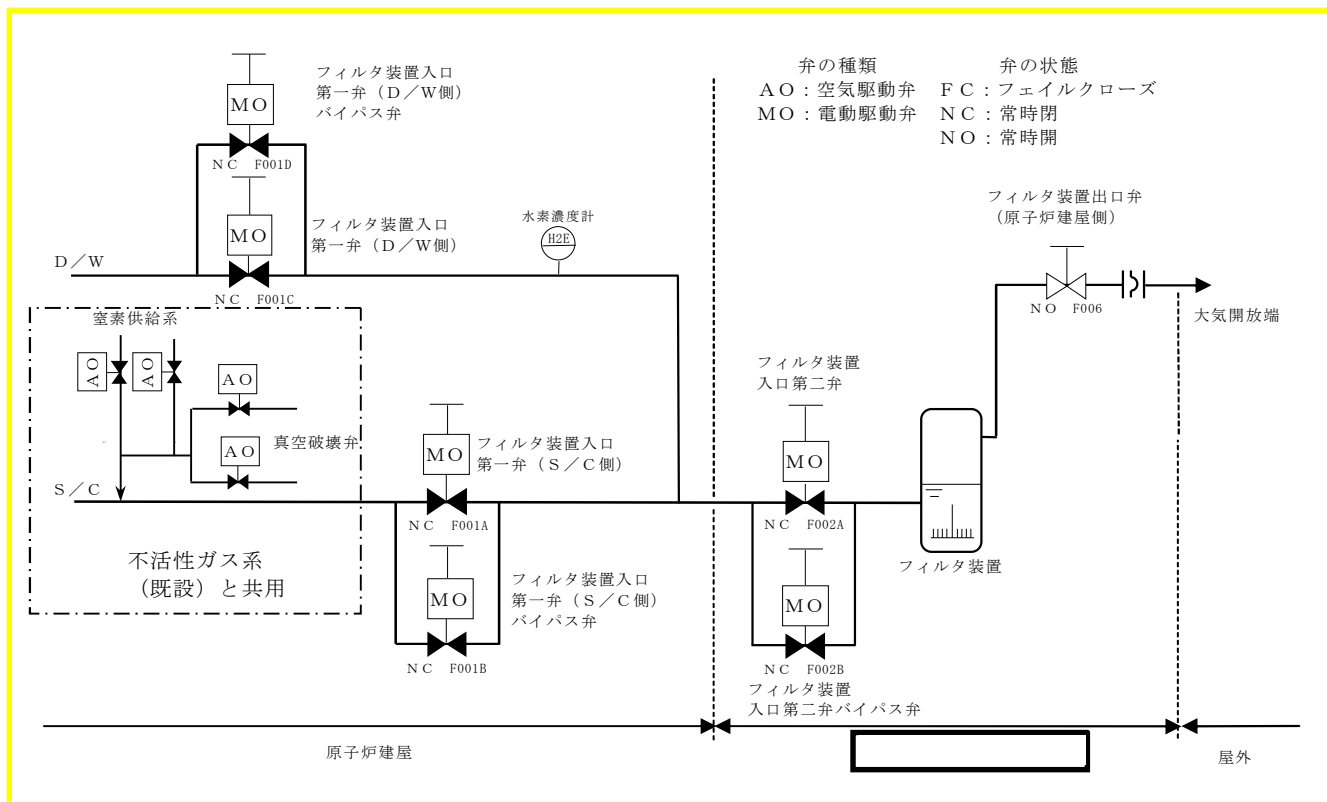 フィルタ装置入口
第一弁（Ｄ／Ｗ側）
バイパス弁
ＭＯ
ＮＣ F001D
弁の種類
ＡＯ：空気駆動弁
ＭＯ：電動駆動弁
弁の状態
ＦＣ：フェイルクローズ
ＮＣ：常時閉
ＮＯ：常時開
フィルタ装置入口
第一弁（Ｄ／Ｗ側）
ＭＯ
ＮＣ F001C
水素濃度計
H2E
Ｄ／Ｗ
フィルタ装置出口弁
（原子炉建屋側）
ＮＯ F006
大気開放端
窒素供給系
ＡＯ
ＡＯ
ＡＯ
真空破壊弁
ＡＯ
Ｓ／Ｃ
不活性ガス系
（既設）と共用
フィルタ装置入口
第一弁（Ｓ／Ｃ側）
ＭＯ
ＮＣ F001A
フィルタ装置入口
第一弁（Ｓ／Ｃ側）
バイパス弁
ＭＯ
ＮＣ F001B
フィルタ装置
入口第二弁
ＭＯ
ＮＣ F002A
ＭＯ
ＮＣ F002B
フィルタ装置
入口第二弁バイパス弁
フィルタ装置
原子炉建屋
屋外